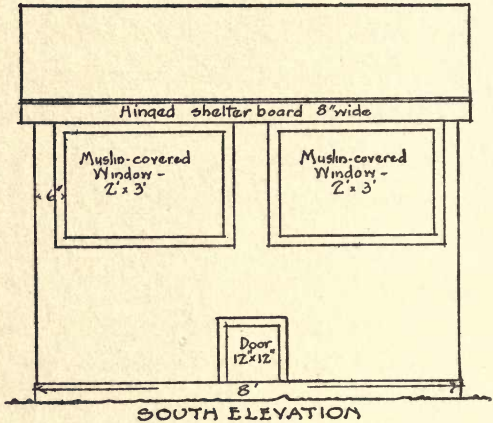 Hinged shelter board 8" wide
Muslin-covered
Window -
2' x 3'
Muslin-covered
Window -
2' x 3'
6"
Door
12" x 12"
8'
SOUTH ELEVATION